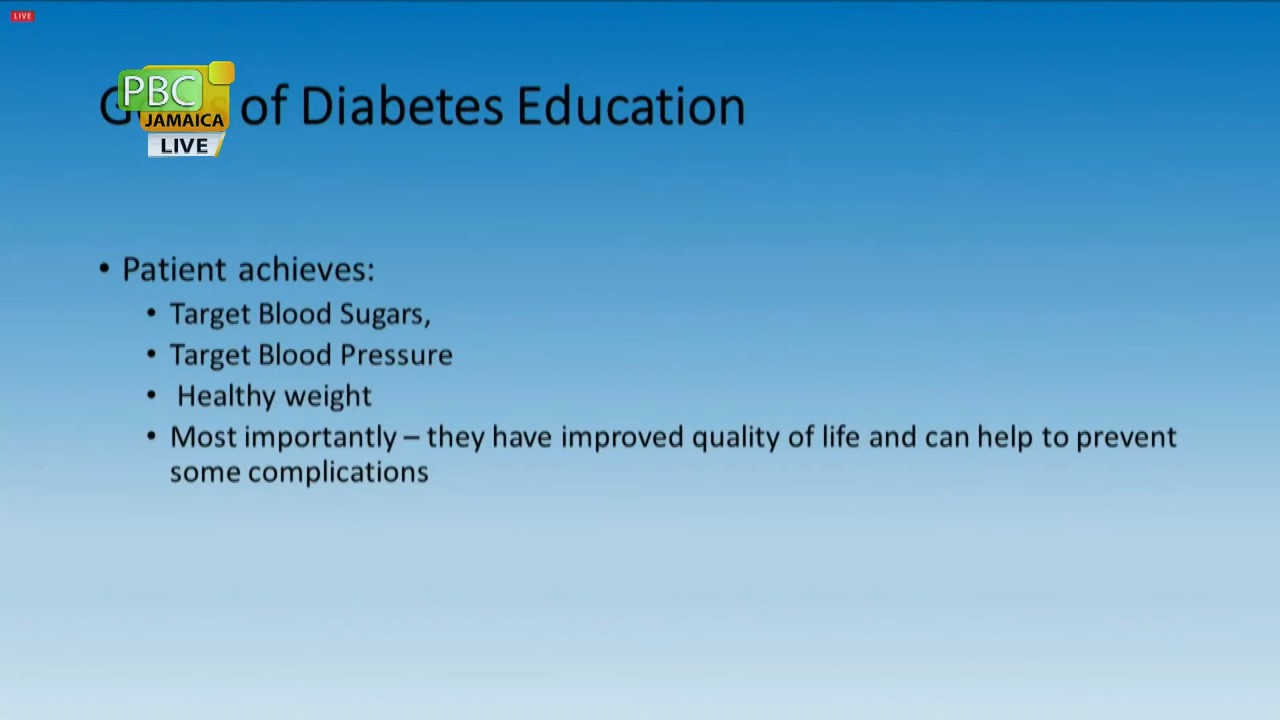 LIVE
PBC
JAMAICA
LIVE
of Diabetes Education
• Patient achieves:
• Target Blood Sugars,
• Target Blood Pressure
• Healthy weight
• Most importantly – they have improved quality of life and can help to prevent
some complications